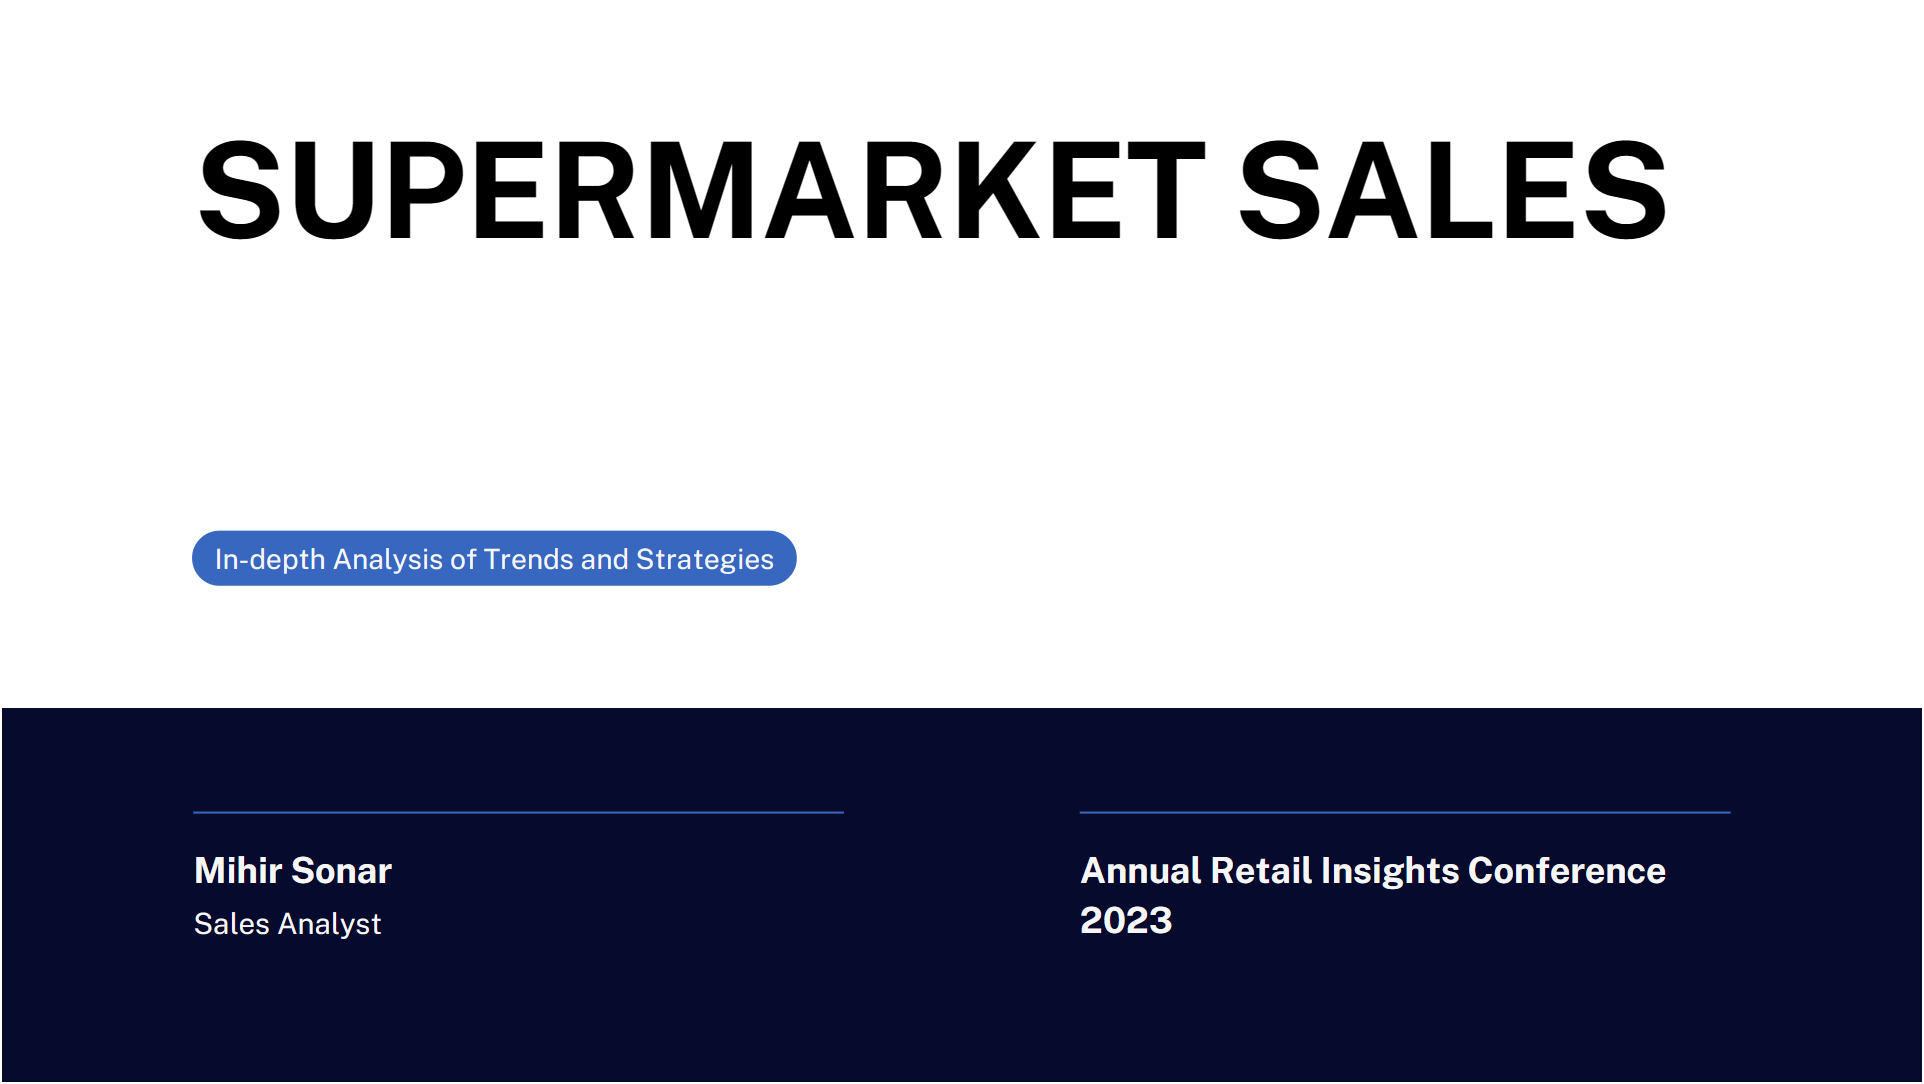 SUPERMARKET SALES
In-depth Analysis of Trends and Strategies
Mihir Sonar
Sales Analyst
Annual Retail Insights Conference
2023